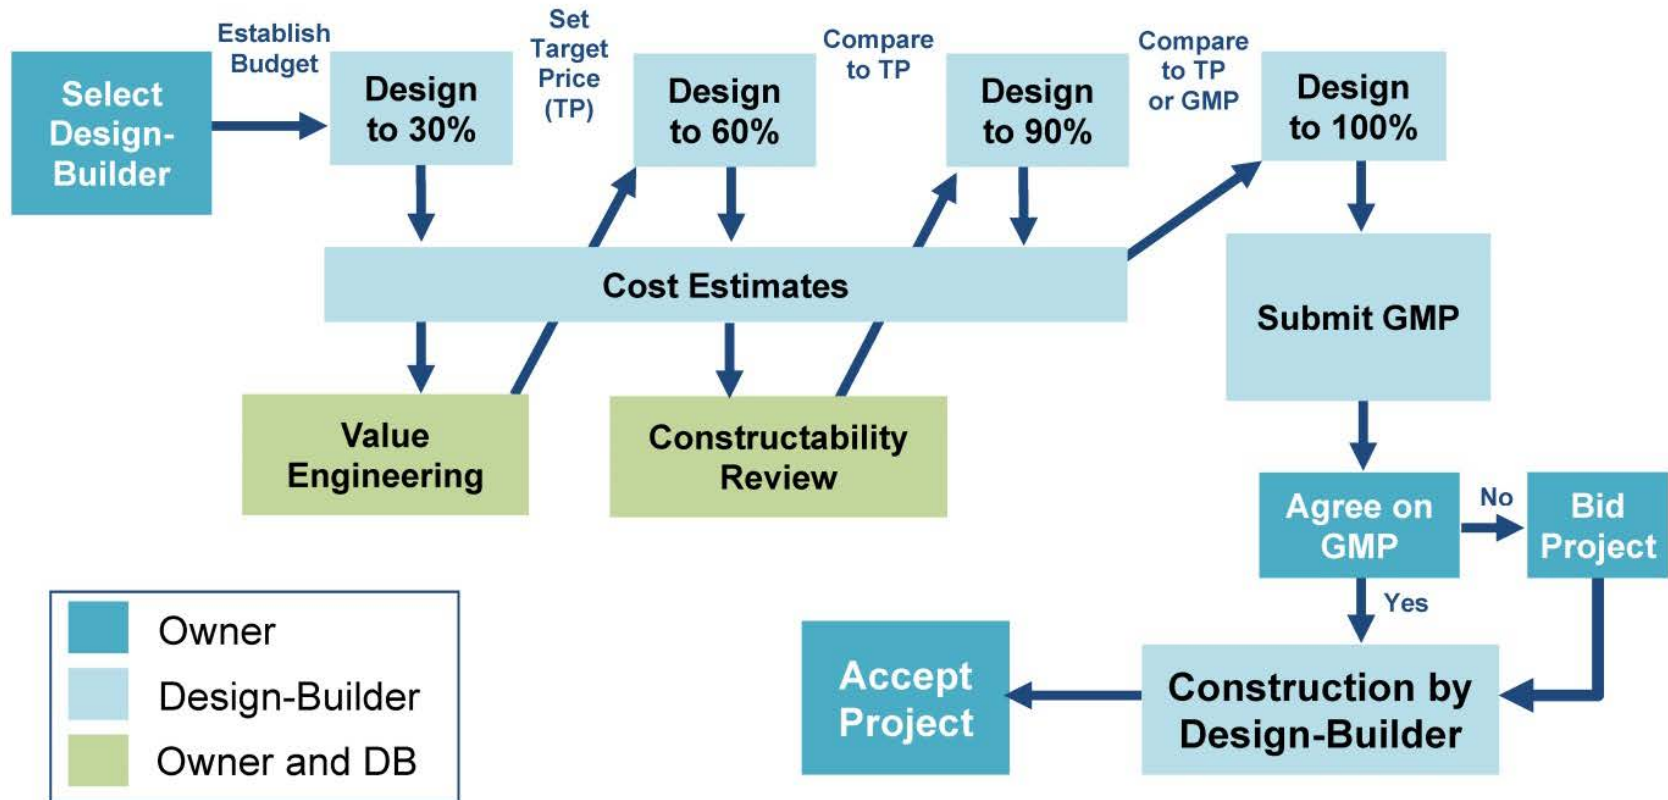 Select
Design-
Builder
Establish
Budget
Design
to 30%
Set
Target
Price
(TP)
Design
to 60%
Compare
to TP
Design
to 90%
Compare
to TP
or GMP
Design
to 100%
Cost Estimates
Submit GMP
Value
Engineering
Constructability
Review
Agree on
GMP
No
Bid
Project
Yes
Construction by
Design-Builder
Accept
Project
Owner
Design-Builder
Owner and DB